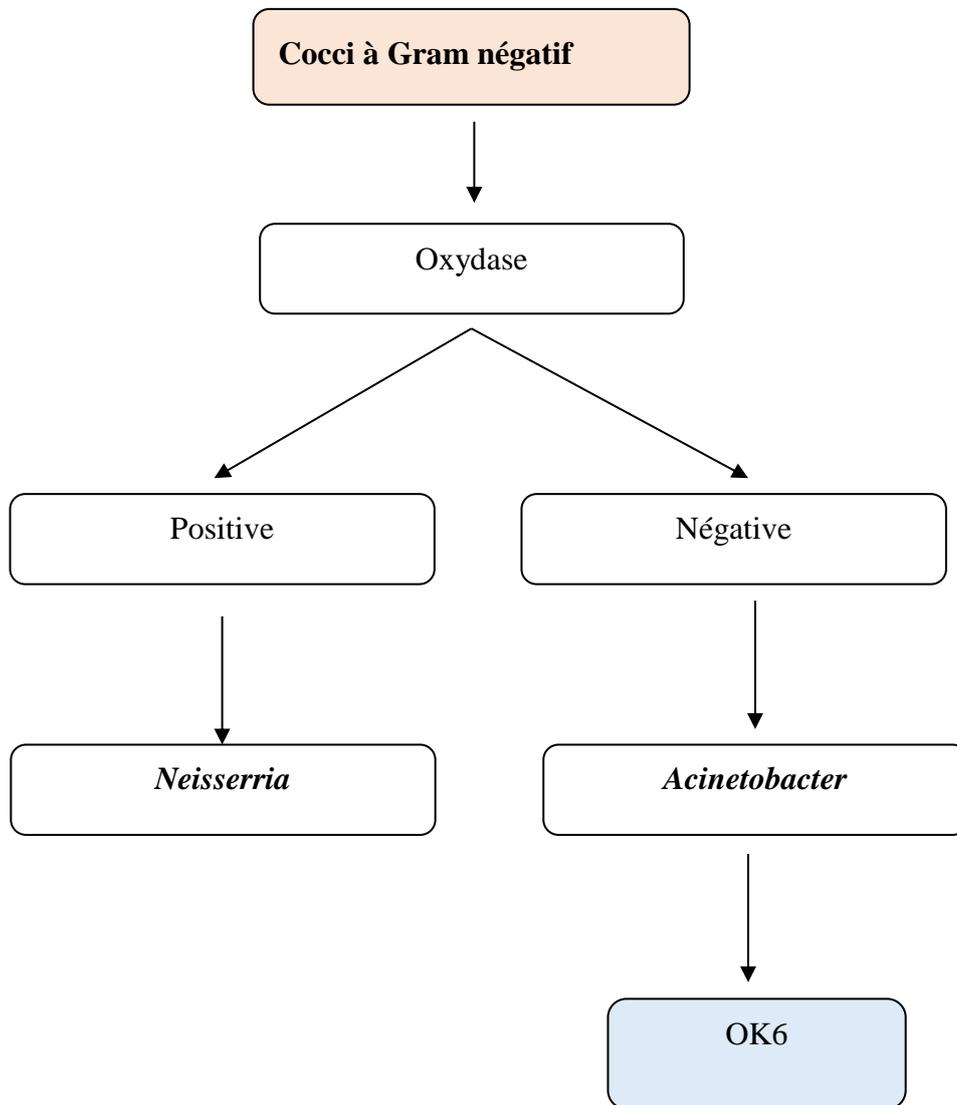 Cocci à Gram négatif
Oxydase
Positive
Négative
Neisserria
Acinetobacter
OK6